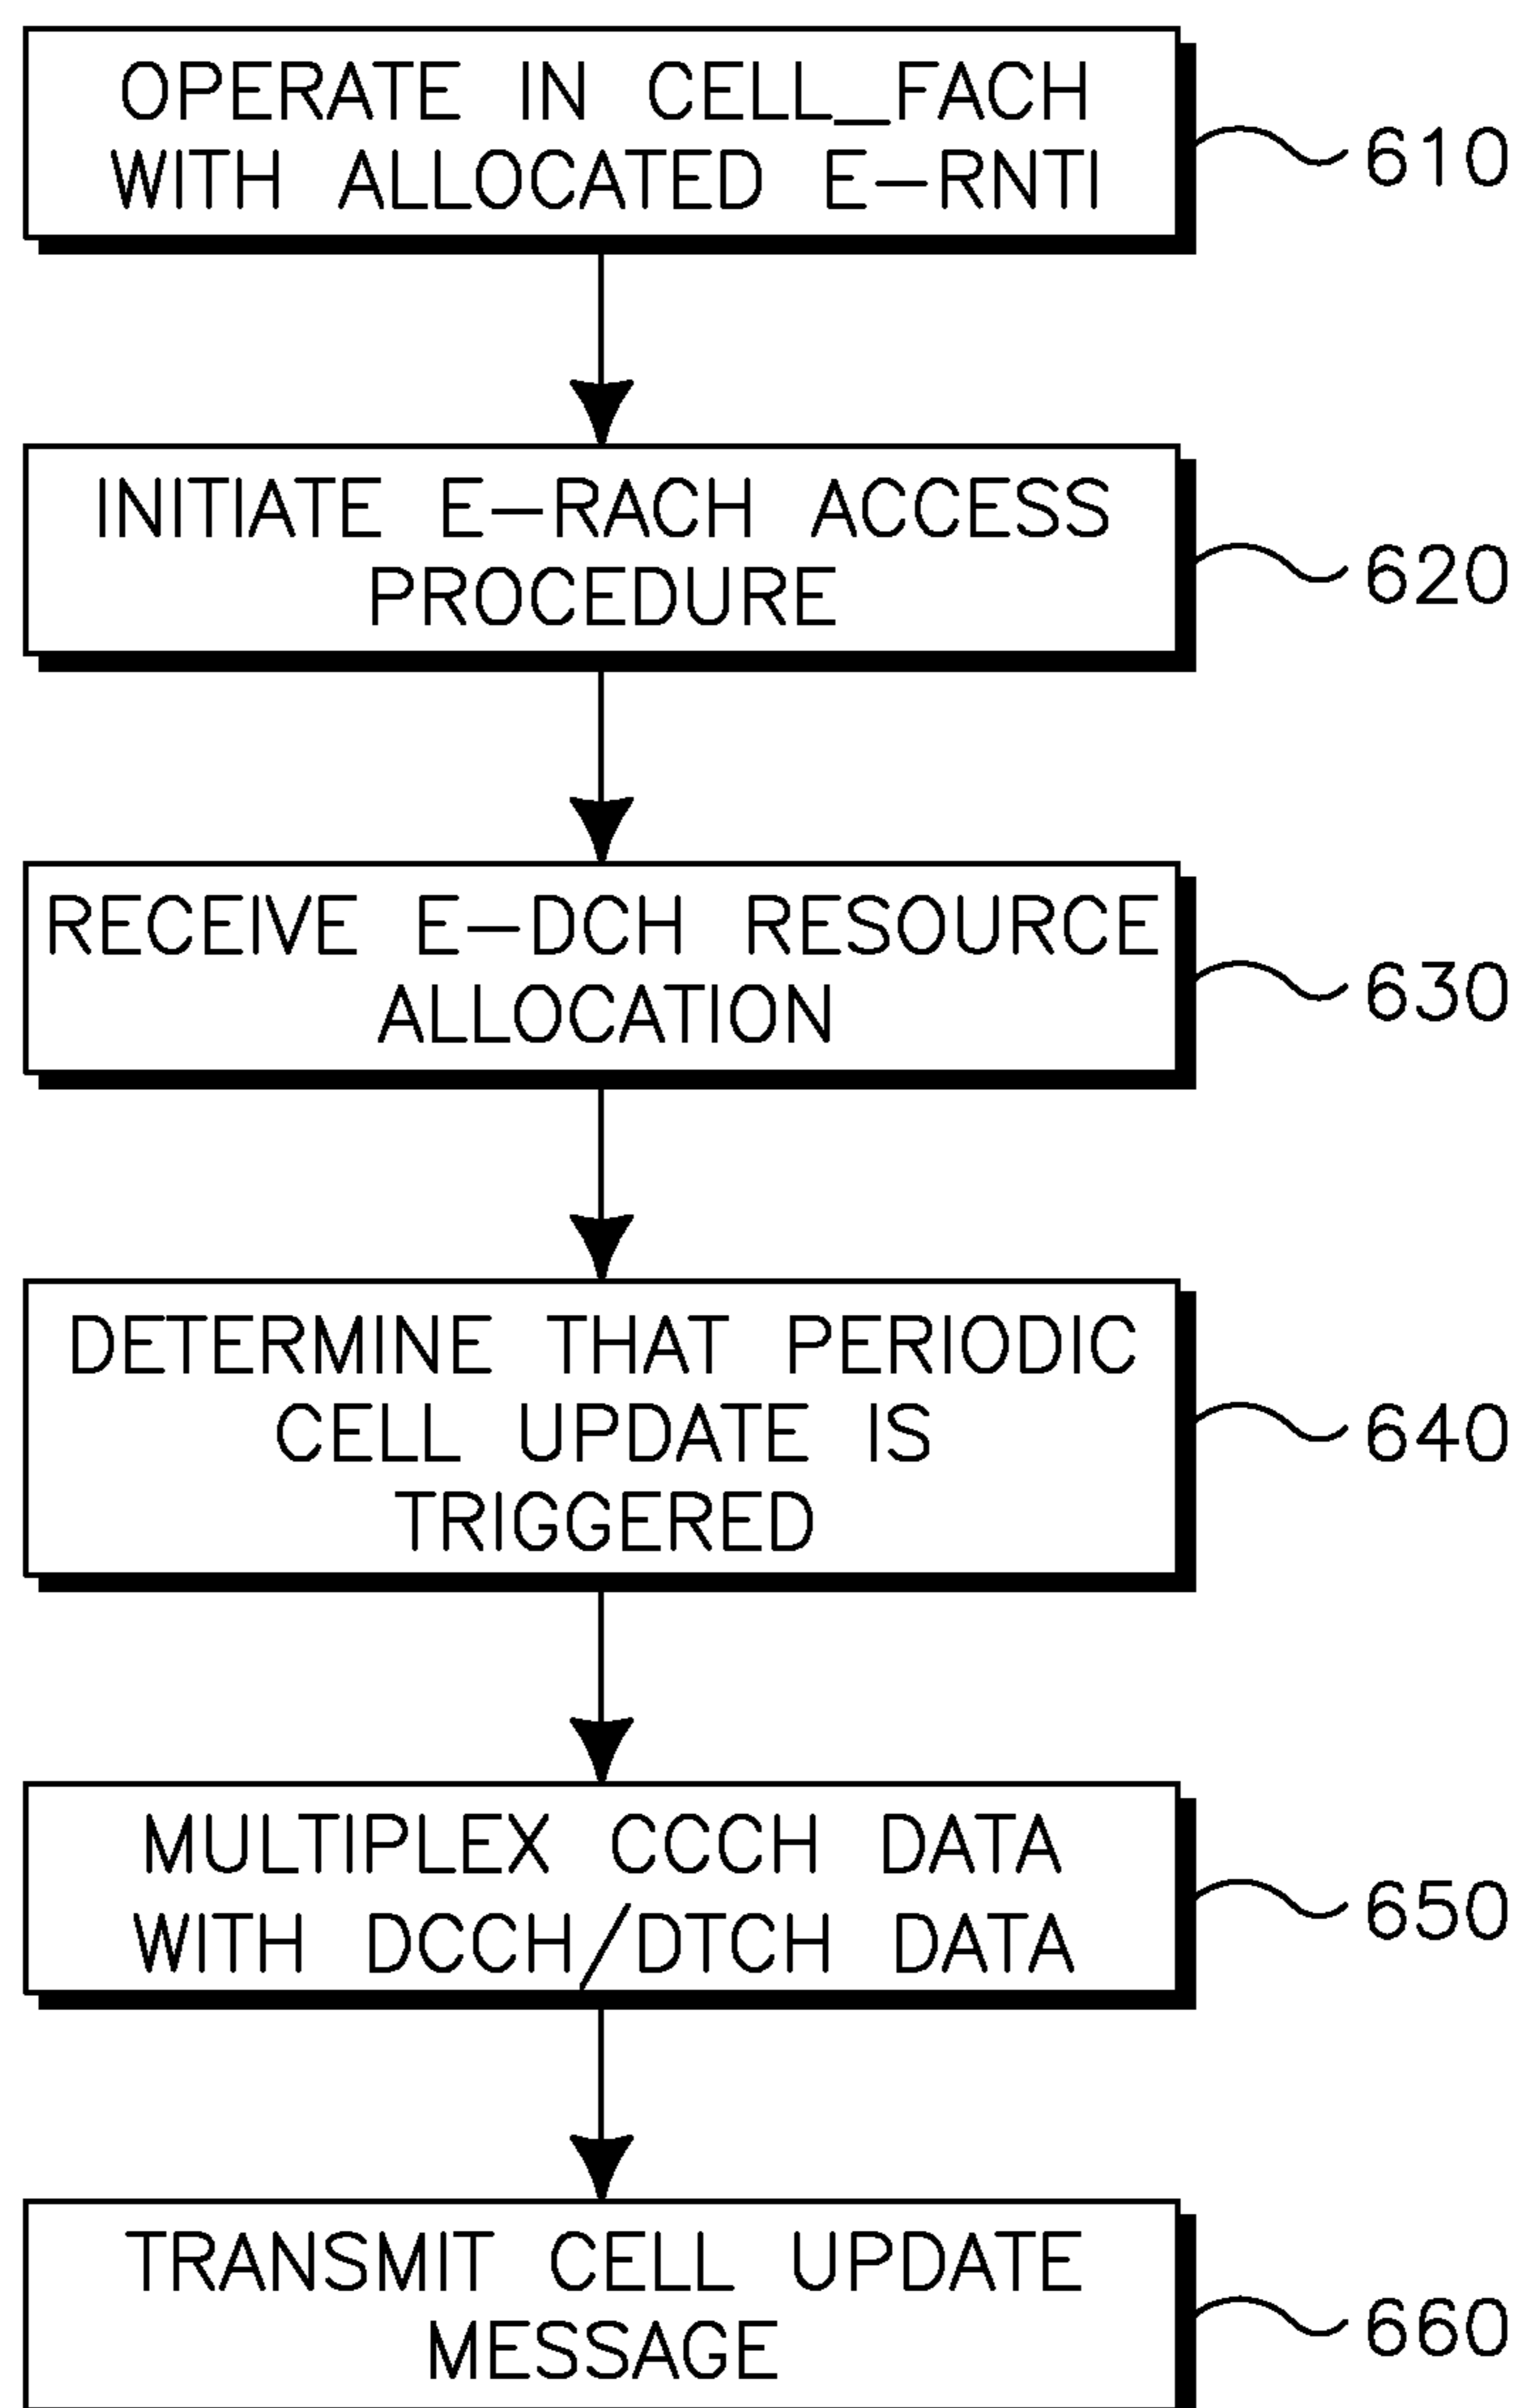 OPERATE IN CELL_FACH
WITH ALLOCATED E-RNTI
610
INITIATE E-RACH ACCESS
PROCEDURE
620
RECEIVE E-DCH RESOURCE
ALLOCATION
630
DETERMINE THAT PERIODIC
CELL UPDATE IS
TRIGGERED
640
MULTIPLEX CCCH DATA
WITH DCCH/DTCH DATA
650
TRANSMIT CELL UPDATE
MESSAGE
660